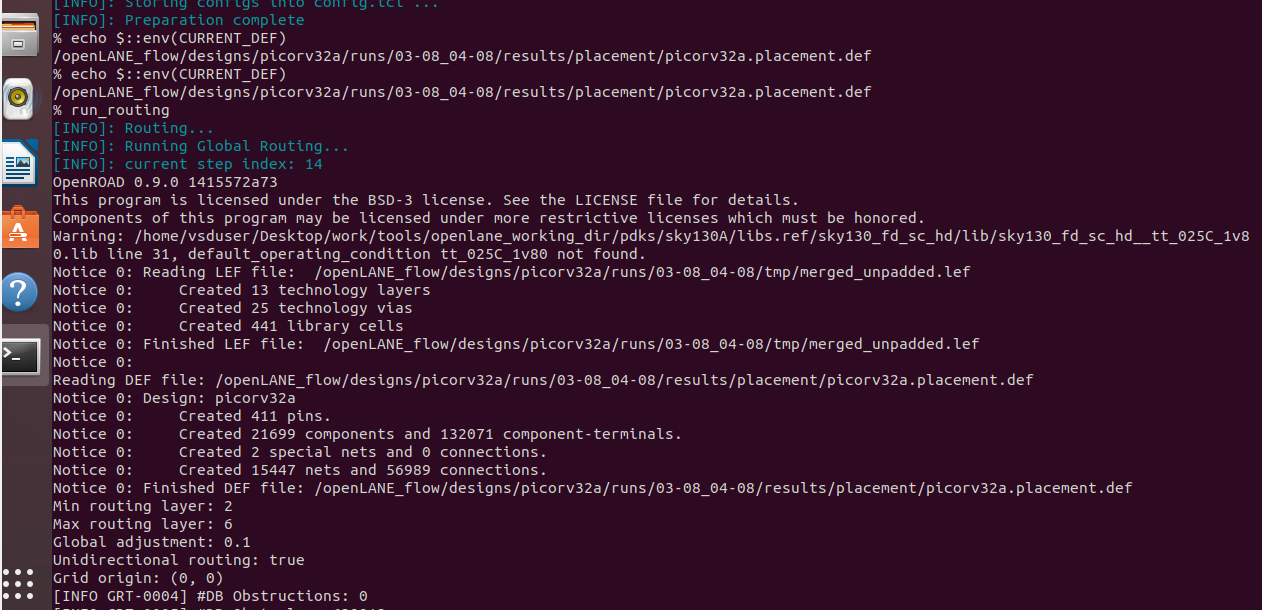 [INFO]: Storing configs into config.tcl ...
[INFO]: Preparation complete
% echo $::env(CURRENT_DEF)
/openLANE_flow/designs/picorv32a/runs/03-08_04-08/results/placement/picorv32a.placement.def
% echo $::env(CURRENT_DEF)
/openLANE_flow/designs/picorv32a/runs/03-08_04-08/results/placement/picorv32a.placement.def
% run_routing
[INFO]: Routing...
[INFO]: Running Global Routing...
[INFO]: current step index: 14
OpenROAD 0.9.0 1415572a73
This program is licensed under the BSD-3 license. See the LICENSE file for details.
Components of this program may be licensed under more restrictive licenses which must be honored.
Warning: /home/vsduser/Desktop/work/tools/openlane_working_dir/pdks/sky130A/libs.ref/sky130_fd_sc_hd/lib/sky130_fd_sc_hd__tt_025C_1v8
0.lib line 31, default_operating_condition tt_025C_1v80 not found.
Notice 0: Reading LEF file:  /openLANE_flow/designs/picorv32a/runs/03-08_04-08/tmp/merged_unpadded.lef
Notice 0:     Created 13 technology layers
Notice 0:     Created 25 technology vias
Notice 0:     Created 441 library cells
Notice 0: Finished LEF file:  /openLANE_flow/designs/picorv32a/runs/03-08_04-08/tmp/merged_unpadded.lef
Notice 0:
Reading DEF file: /openLANE_flow/designs/picorv32a/runs/03-08_04-08/results/placement/picorv32a.placement.def
Notice 0: Design: picorv32a
Notice 0:     Created 411 pins.
Notice 0:     Created 21699 components and 132071 component-terminals.
Notice 0:     Created 2 special nets and 0 connections.
Notice 0:     Created 15447 nets and 56989 connections.
Notice 0: Finished DEF file: /openLANE_flow/designs/picorv32a/runs/03-08_04-08/results/placement/picorv32a.placement.def
Min routing layer: 2
Max routing layer: 6
Global adjustment: 0.1
Unidirectional routing: true
Grid origin: (0, 0)
[INFO GRT-0004] #DB Obstructions: 0